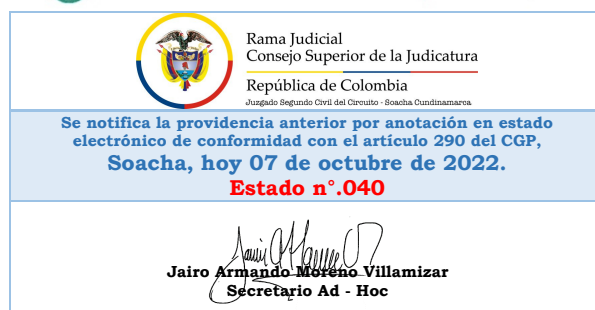 Rama Judicial
Consejo Superior de la Judicatura
República de Colombia
Juzgado Segundo Civil del Circuito - Soacha Cundinamarca
Se notifica la providencia anterior por anotación en estado
electrónico de conformidad con el artículo 290 del CGP,
Soacha, hoy 07 de octubre de 2022.
Estado n°.040
Jairo Armando Moreno Villamizar
Secretario Ad - Hoc